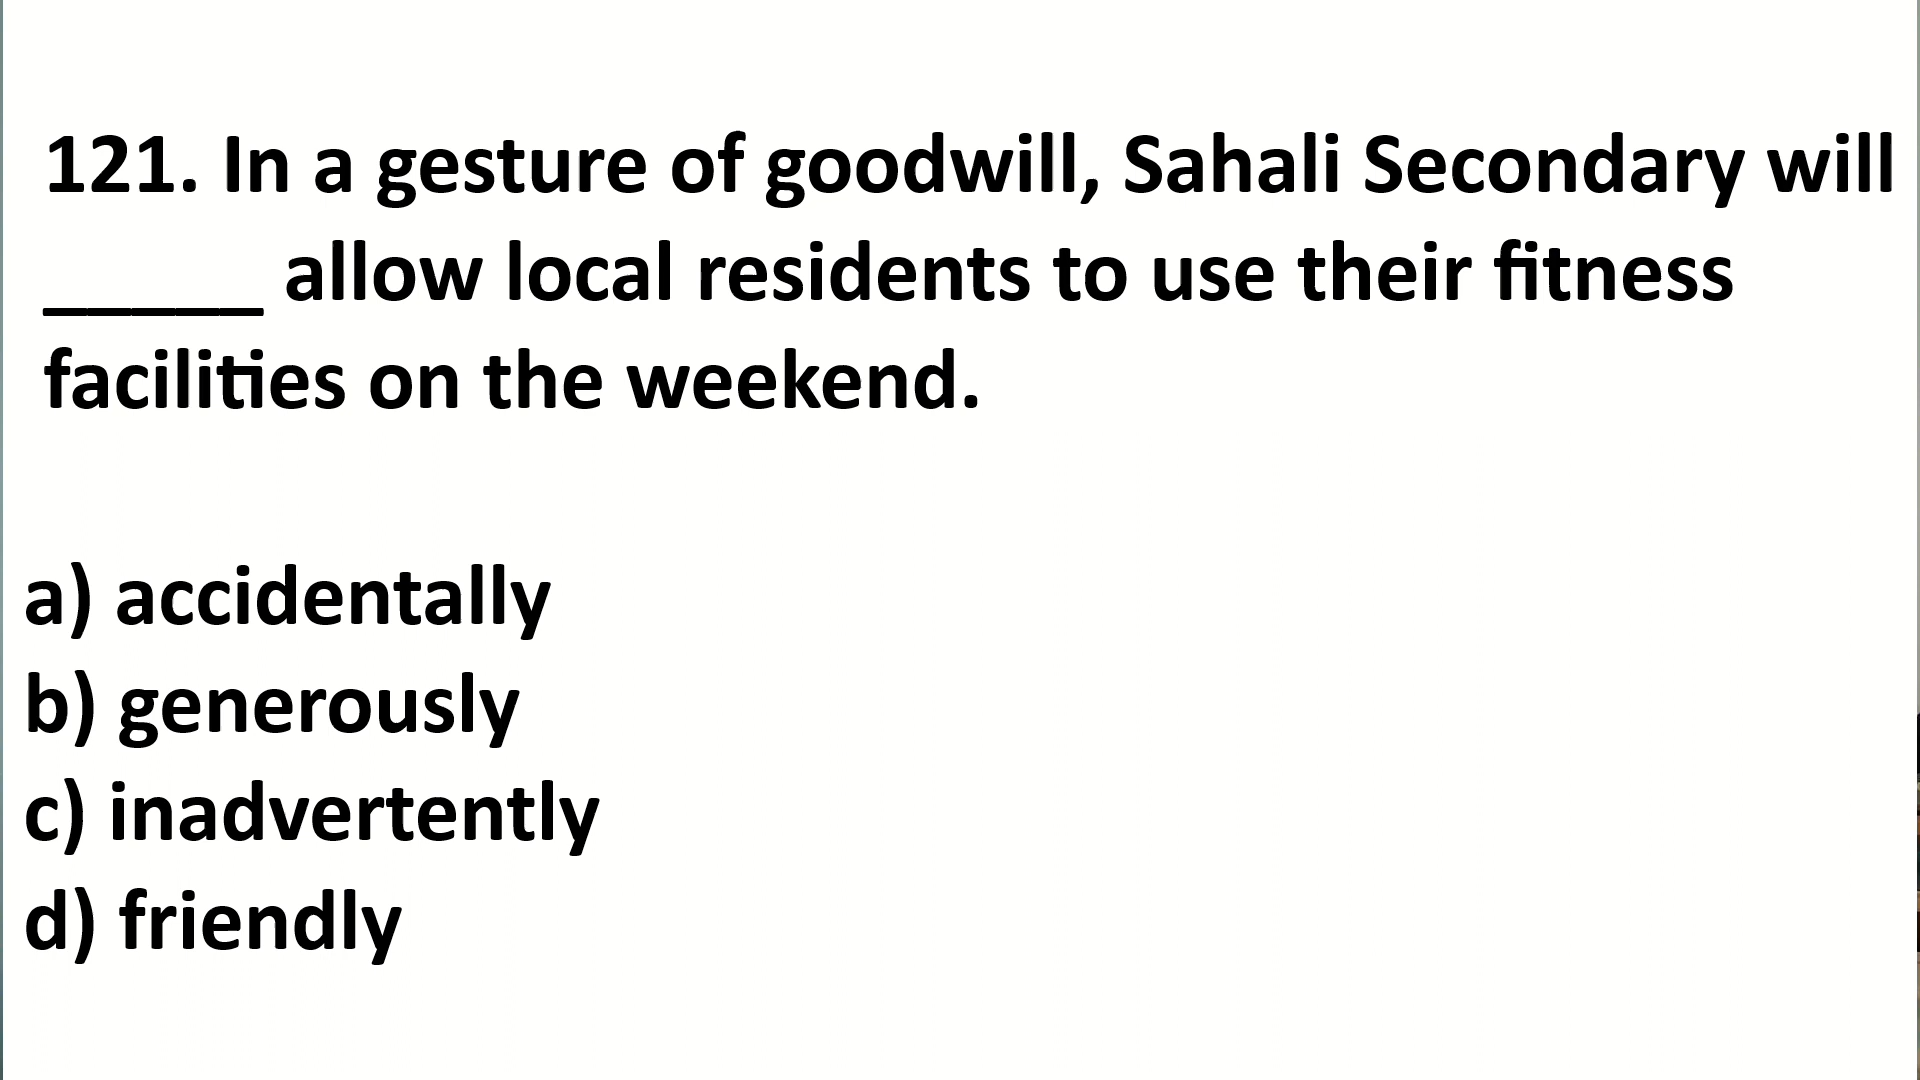 121. In a gesture of goodwill, Sahali Secondary will
_____ allow local residents to use their fitness
facilities on the weekend.
a) accidentally
b) generously
c) inadvertently
d) friendly